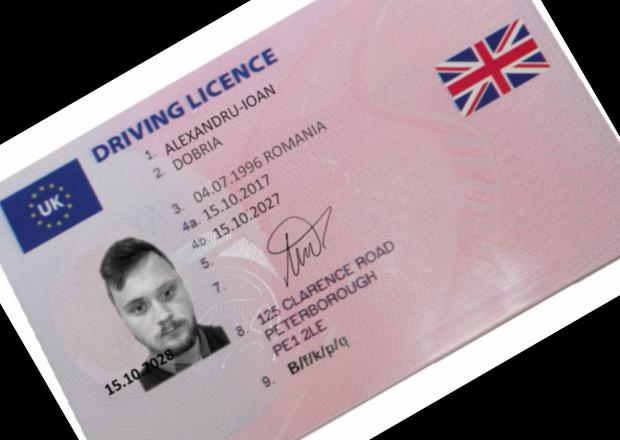 DRIVING LICENCE
UK
1. ALEXANDRU-IOAN
2. DOBRIA
3. 04.07.1996 ROMANIA
4a. 15.10.2017
4b. 15.10.2027
5.
7.
8. 125 CLARENCE ROAD
PETERBOROUGH
PE1 2LE
9. B/f/k/p/q
15.10.2028